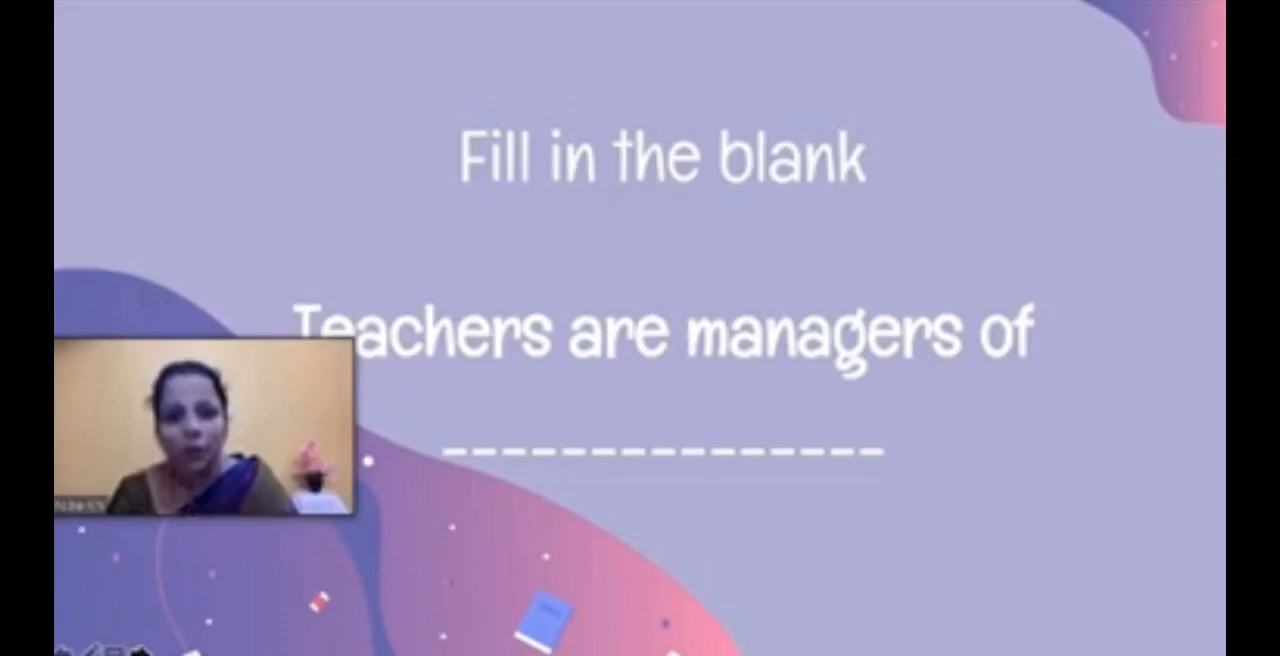 Fill in the blank
Teachers are managers of
_ _ _ _ _ _ _ _ _ _ _ _ _ _ _